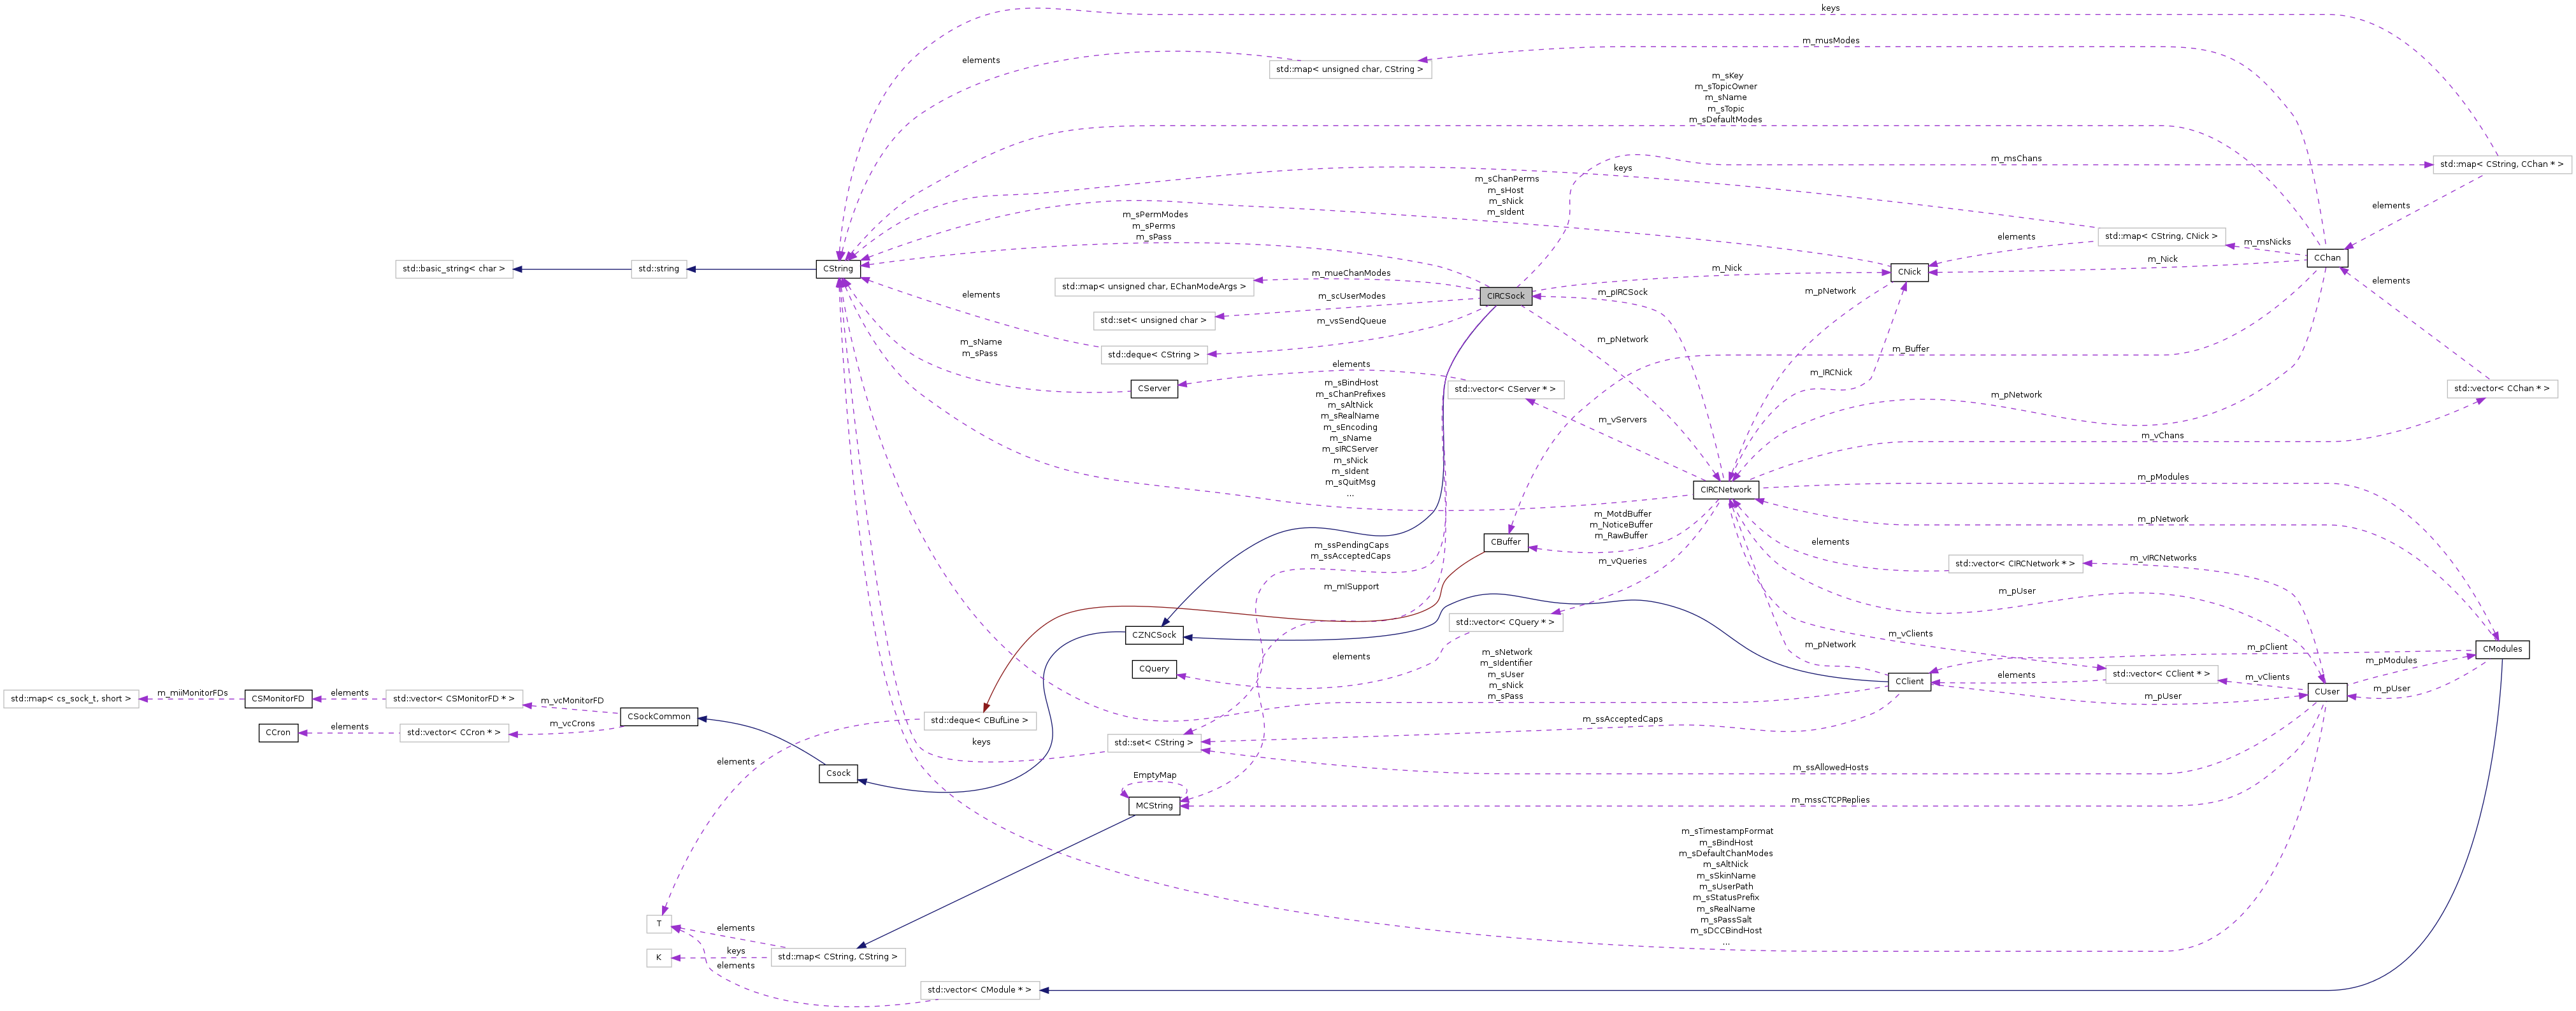 keys
m_musModes
elements
std::map< unsigned char, CString >
m_sKey
m_sTopicOwner
m_sName
m_sTopic
m_sDefaultModes
m_msChans
std::map< CString, CChan * >
keys
m_sChanPerms
m_sHost
m_sNick
m_sIdent
elements
m_sPermModes
m_sPerms
m_sPass
std::map< CString, CNick >
elements
m_msNicks
CChan
m_Nick
std::basic_string< char >
std::string
CString
m_mueChanModes
m_Nick
CNick
std::map< unsigned char, EChanModeArgs >
elements
m_scUserModes
CIRCSock
m_pIRCSock
m_pNetwork
elements
std::set< unsigned char >
m_vsSendQueue
m_pNetwork
m_sName
m_sPass
std::deque< CString >
m_Buffer
elements
m_IRCNick
CServer
std::vector< CServer * >
std::vector< CChan * >
m_sBindHost
m_sChanPrefixes
m_sAltNick
m_sRealName
m_sEncoding
m_sName
m_sIRCServer
m_sNick
m_sIdent
m_sQuitMsg
...
m_pNetwork
m_vServers
m_vChans
m_pModules
CIRCNetwork
m_MotdBuffer
m_NoticeBuffer
m_RawBuffer
m_pNetwork
CBuffer
elements
m_ssPendingCaps
m_ssAcceptedCaps
m_vQueries
std::vector< CIRCNetwork * >
m_vIRCNetworks
m_mISupport
m_pUser
std::vector< CQuery * >
CZNCSock
m_vClients
m_pNetwork
m_pClient
CModules
CQuery
elements
m_sNetwork
m_sIdentifier
m_sUser
m_sNick
m_sPass
m_pModules
std::map< cs_sock_t, short >
m_miiMonitorFDs
CSMonitorFD
elements
std::vector< CSMonitorFD * >
m_vcMonitorFD
CClient
elements
std::vector< CClient * >
m_vClients
CUser
m_pUser
m_pUser
CSockCommon
std::deque< CBufLine >
m_ssAcceptedCaps
CCron
elements
std::vector< CCron * >
m_vcCrons
keys
std::set< CString >
elements
Csock
EmptyMap
m_ssAllowedHosts
MCString
m_mssCTCPReplies
m_sTimestampFormat
m_sBindHost
m_sDefaultChanModes
m_sAltNick
m_sSkinName
m_sUserPath
m_sStatusPrefix
m_sRealName
m_sPassSalt
m_sDCCBindHost
...
T
elements
keys
K
std::map< CString, CString >
elements
std::vector< CModule * >